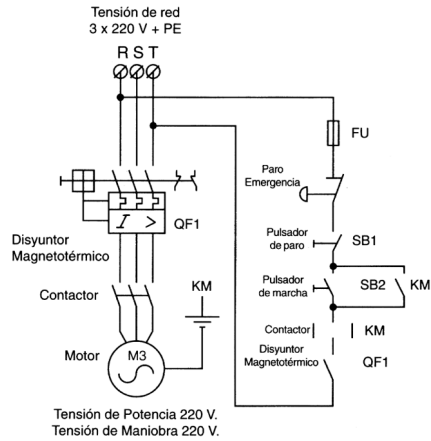 Tensión de red
3 x 220 V + PE
R S T
FU
Paro
Emergencia
I >
QF1
Pulsador
de paro
SB1
Disyuntor
Magnetotérmico
Pulsador
de marcha
SB2
KM
Contactor
KM
Contactor
KM
Motor
M3
Disyuntor
Magnetotérmico
QF1
Tensión de Potencia 220 V.
Tensión de Maniobra 220 V.